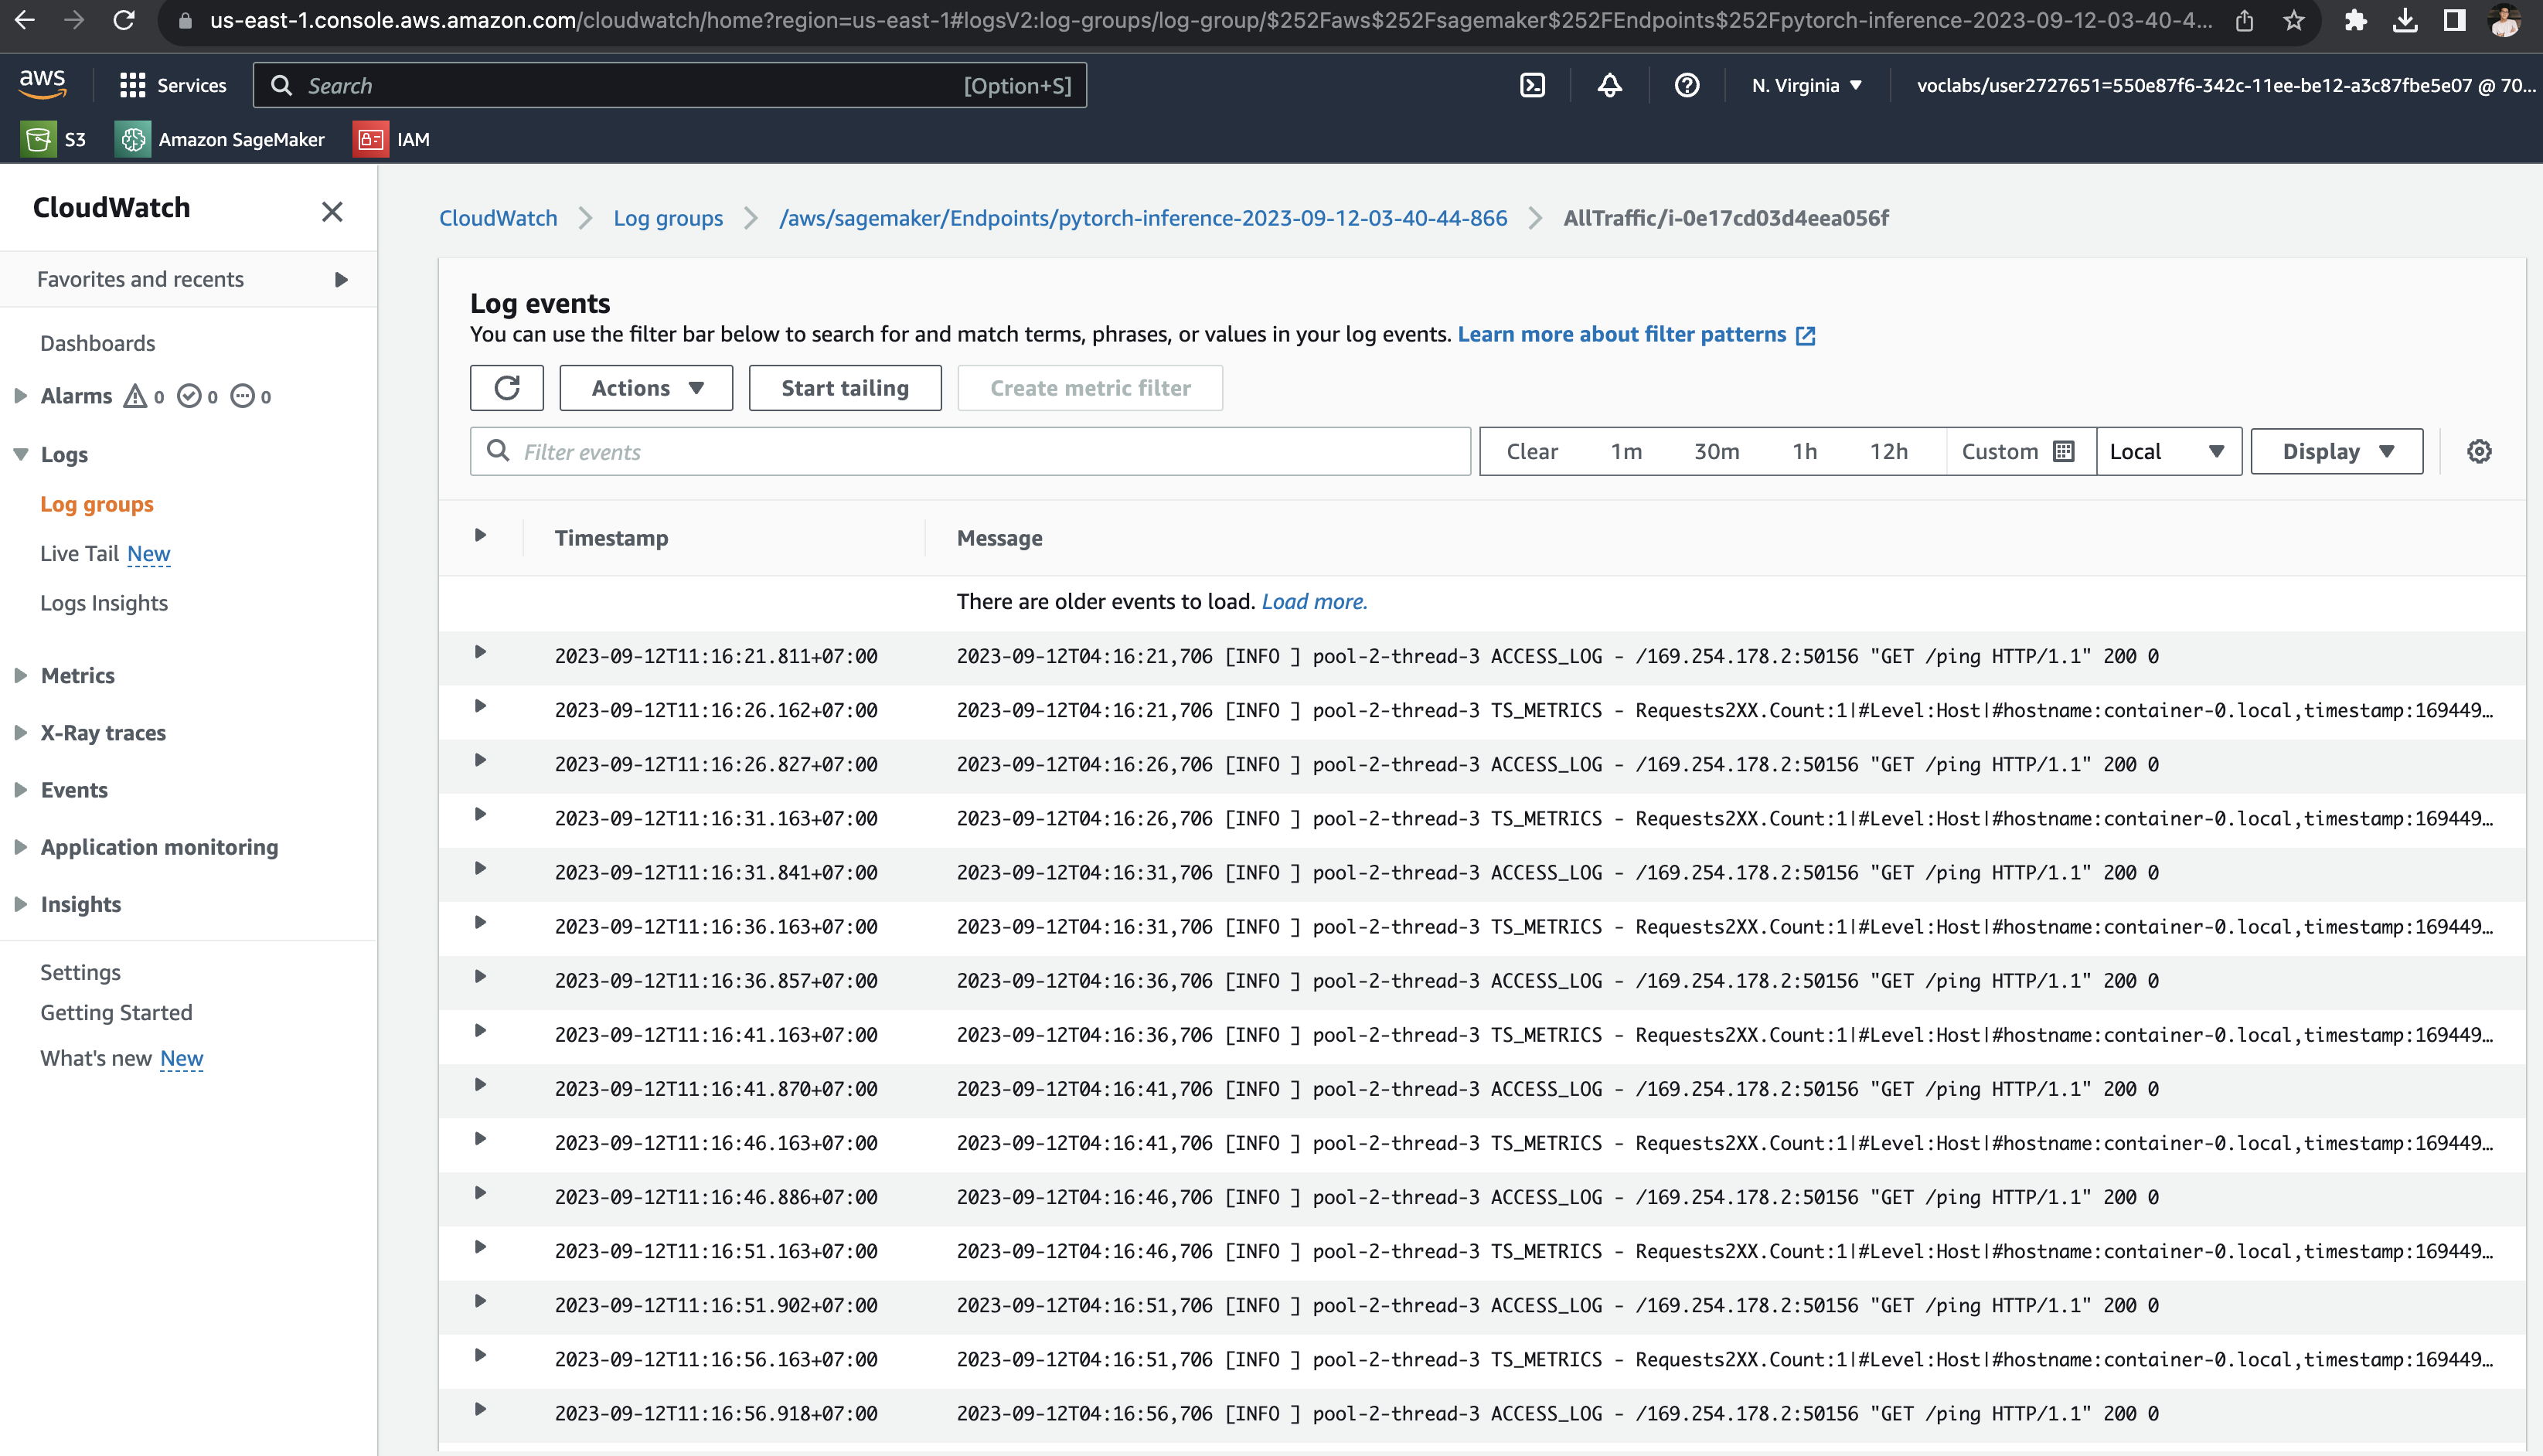 us-east-1.console.aws.amazon.com/cloudwatch/home?region=us-east-1#logsV2:log-groups/log-group/$252Faws$252Fsagemaker$252FEndpoints$252Fpytorch-inference-2023-09-12-03-40-4...
aws
Services
Search
[Option+S]
N. Virginia
voclabs/user2727651=550e87f6-342c-11ee-be12-a3c87fbe5e07 @ 70...
S3
Amazon SageMaker
IAM
CloudWatch
Favorites and recents
Dashboards
Alarms 0 0 0
Logs
Log groups
Live Tail New
Logs Insights
Metrics
X-Ray traces
Events
Application monitoring
Insights
Settings
Getting Started
What's new New
CloudWatch
Log groups
/aws/sagemaker/Endpoints/pytorch-inference-2023-09-12-03-40-44-866
AllTraffic/i-0e17cd03d4eea056f
Log events
You can use the filter bar below to search for and match terms, phrases, or values in your log events. Learn more about filter patterns
Actions
Start tailing
Create metric filter
Filter events
Clear 1m 30m 1h 12h Custom
Local
Display
Timestamp Message
There are older events to load. Load more.
2023-09-12T11:16:21.811+07:00 2023-09-12T04:16:21,706 [INFO ] pool-2-thread-3 ACCESS_LOG - /169.254.178.2:50156 "GET /ping HTTP/1.1" 200 0
2023-09-12T11:16:26.162+07:00 2023-09-12T04:16:21,706 [INFO ] pool-2-thread-3 TS_METRICS - Requests2XX.Count:1|#Level:Host|#hostname:container-0.local,timestamp:169449...
2023-09-12T11:16:26.827+07:00 2023-09-12T04:16:26,706 [INFO ] pool-2-thread-3 ACCESS_LOG - /169.254.178.2:50156 "GET /ping HTTP/1.1" 200 0
2023-09-12T11:16:31.163+07:00 2023-09-12T04:16:26,706 [INFO ] pool-2-thread-3 TS_METRICS - Requests2XX.Count:1|#Level:Host|#hostname:container-0.local,timestamp:169449...
2023-09-12T11:16:31.841+07:00 2023-09-12T04:16:31,706 [INFO ] pool-2-thread-3 ACCESS_LOG - /169.254.178.2:50156 "GET /ping HTTP/1.1" 200 0
2023-09-12T11:16:36.163+07:00 2023-09-12T04:16:31,706 [INFO ] pool-2-thread-3 TS_METRICS - Requests2XX.Count:1|#Level:Host|#hostname:container-0.local,timestamp:169449...
2023-09-12T11:16:36.857+07:00 2023-09-12T04:16:36,706 [INFO ] pool-2-thread-3 ACCESS_LOG - /169.254.178.2:50156 "GET /ping HTTP/1.1" 200 0
2023-09-12T11:16:41.163+07:00 2023-09-12T04:16:36,706 [INFO ] pool-2-thread-3 TS_METRICS - Requests2XX.Count:1|#Level:Host|#hostname:container-0.local,timestamp:169449...
2023-09-12T11:16:41.870+07:00 2023-09-12T04:16:41,706 [INFO ] pool-2-thread-3 ACCESS_LOG - /169.254.178.2:50156 "GET /ping HTTP/1.1" 200 0
2023-09-12T11:16:46.163+07:00 2023-09-12T04:16:41,706 [INFO ] pool-2-thread-3 TS_METRICS - Requests2XX.Count:1|#Level:Host|#hostname:container-0.local,timestamp:169449...
2023-09-12T11:16:46.886+07:00 2023-09-12T04:16:46,706 [INFO ] pool-2-thread-3 ACCESS_LOG - /169.254.178.2:50156 "GET /ping HTTP/1.1" 200 0
2023-09-12T11:16:51.163+07:00 2023-09-12T04:16:46,706 [INFO ] pool-2-thread-3 TS_METRICS - Requests2XX.Count:1|#Level:Host|#hostname:container-0.local,timestamp:169449...
2023-09-12T11:16:51.902+07:00 2023-09-12T04:16:51,706 [INFO ] pool-2-thread-3 ACCESS_LOG - /169.254.178.2:50156 "GET /ping HTTP/1.1" 200 0
2023-09-12T11:16:56.163+07:00 2023-09-12T04:16:51,706 [INFO ] pool-2-thread-3 TS_METRICS - Requests2XX.Count:1|#Level:Host|#hostname:container-0.local,timestamp:169449...
2023-09-12T11:16:56.918+07:00 2023-09-12T04:16:56,706 [INFO ] pool-2-thread-3 ACCESS_LOG - /169.254.178.2:50156 "GET /ping HTTP/1.1" 200 0